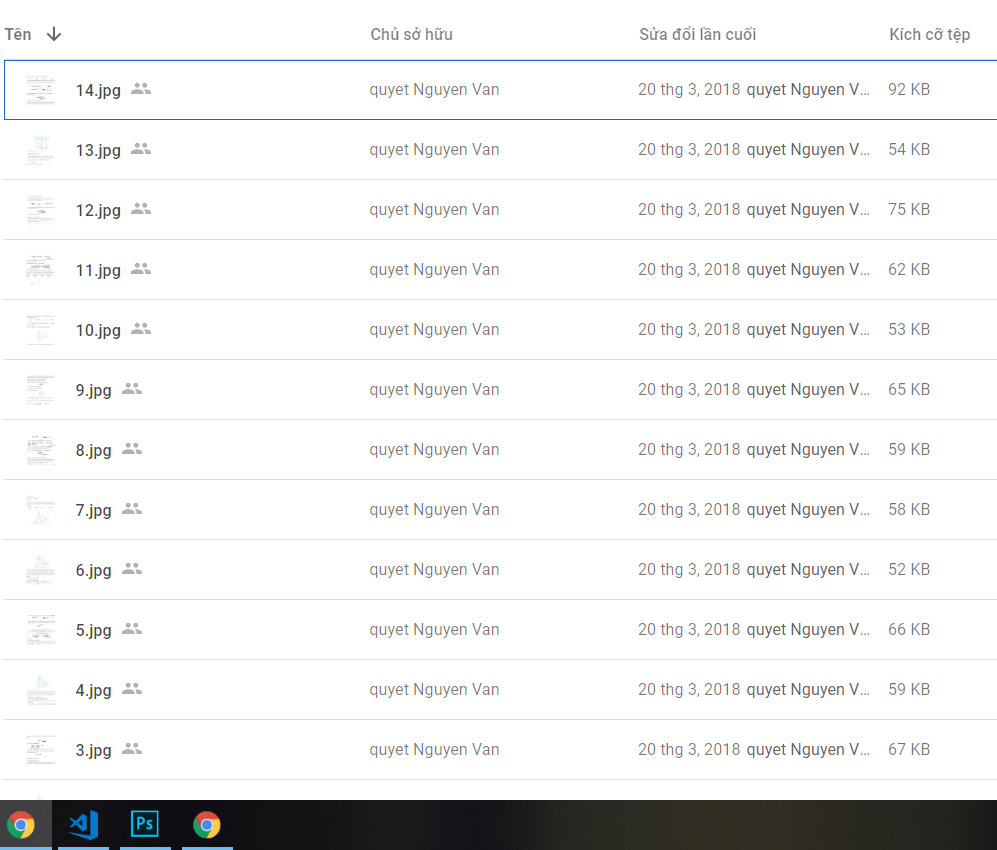 Tên Chủ sở hữu Sửa đổi lần cuối Kích cỡ tệp
14.jpg quyet Nguyen Van 20 thg 3, 2018 quyet Nguyen V... 92 KB
13.jpg quyet Nguyen Van 20 thg 3, 2018 quyet Nguyen V... 54 KB
12.jpg quyet Nguyen Van 20 thg 3, 2018 quyet Nguyen V... 75 KB
11.jpg quyet Nguyen Van 20 thg 3, 2018 quyet Nguyen V... 62 KB
10.jpg quyet Nguyen Van 20 thg 3, 2018 quyet Nguyen V... 53 KB
9.jpg quyet Nguyen Van 20 thg 3, 2018 quyet Nguyen V... 65 KB
8.jpg quyet Nguyen Van 20 thg 3, 2018 quyet Nguyen V... 59 KB
7.jpg quyet Nguyen Van 20 thg 3, 2018 quyet Nguyen V... 58 KB
6.jpg quyet Nguyen Van 20 thg 3, 2018 quyet Nguyen V... 52 KB
5.jpg quyet Nguyen Van 20 thg 3, 2018 quyet Nguyen V... 66 KB
4.jpg quyet Nguyen Van 20 thg 3, 2018 quyet Nguyen V... 59 KB
3.jpg quyet Nguyen Van 20 thg 3, 2018 quyet Nguyen V... 67 KB
Ps